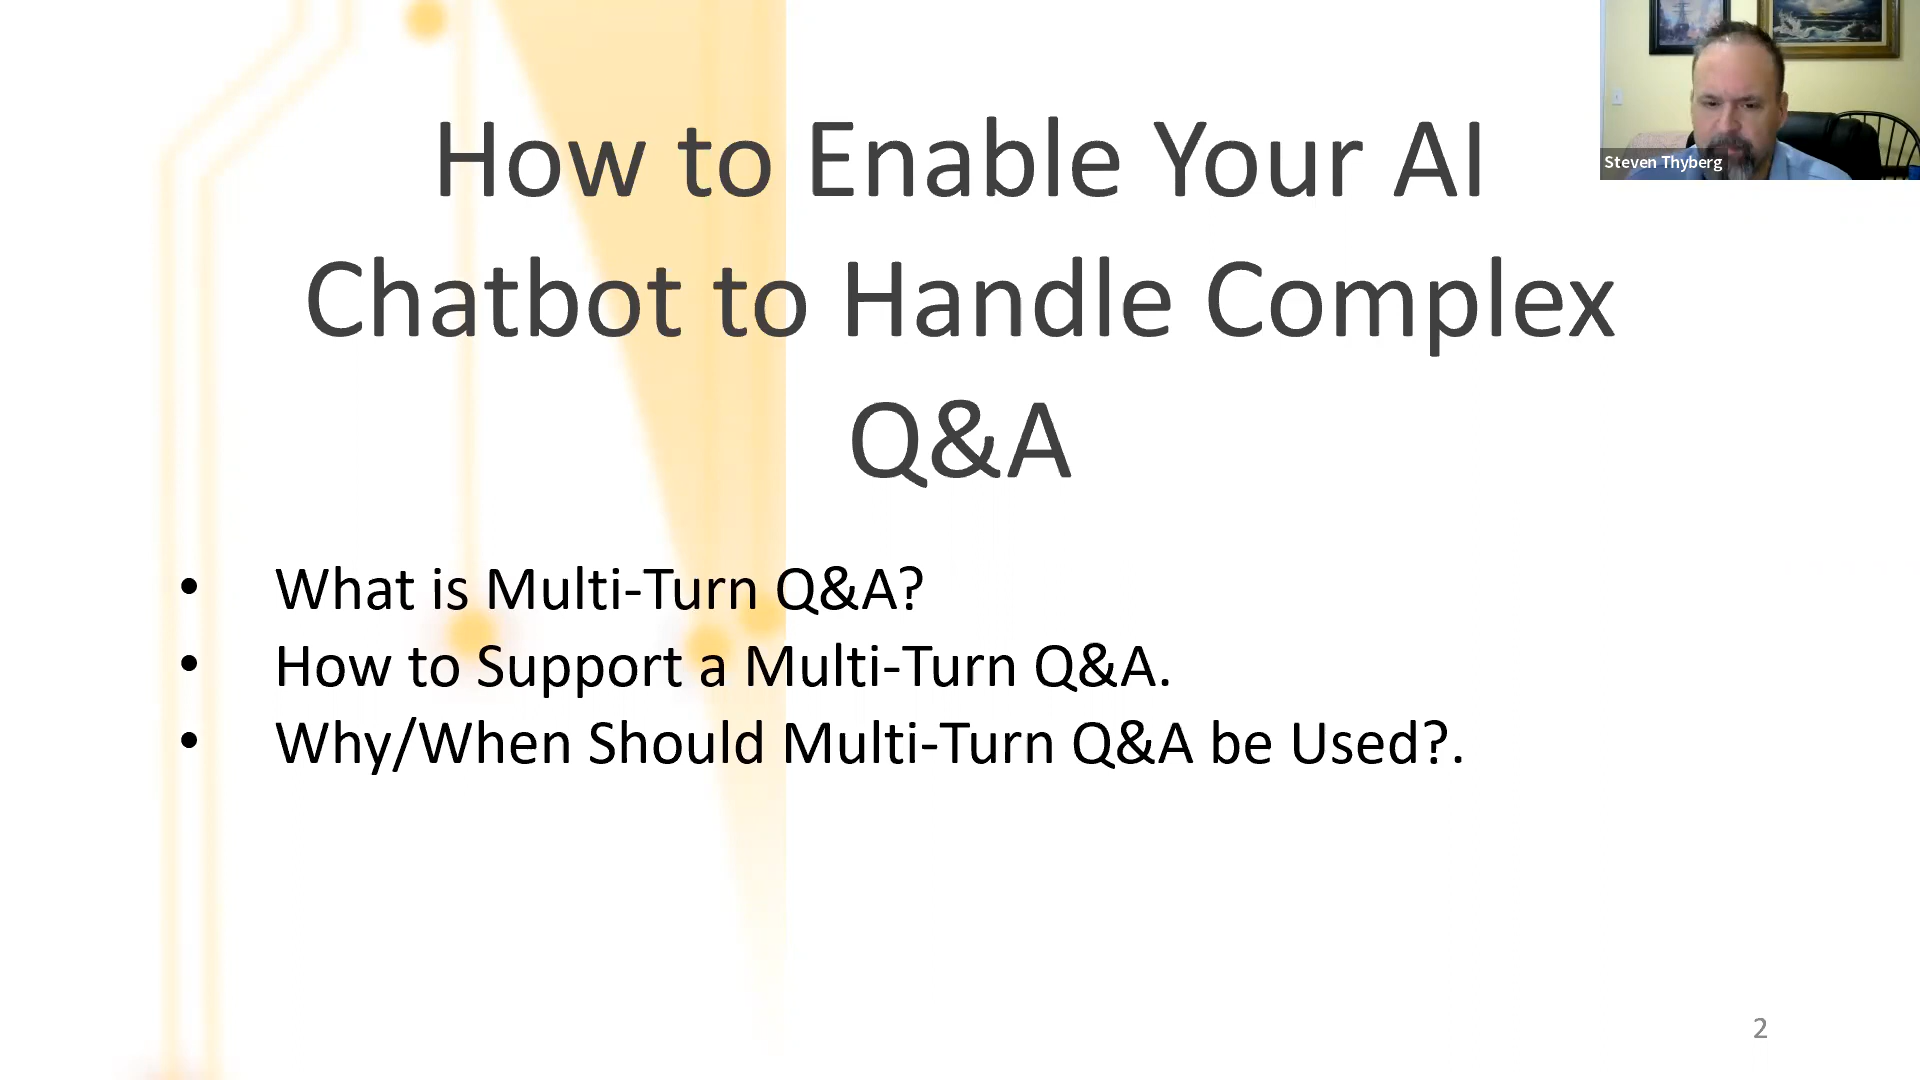 How to Enable Your AI
Chatbot to Handle Complex
Q&A
Steven Thyberg
• What is Multi-Turn Q&A?
• How to Support a Multi-Turn Q&A.
• Why/When Should Multi-Turn Q&A be Used?.
2